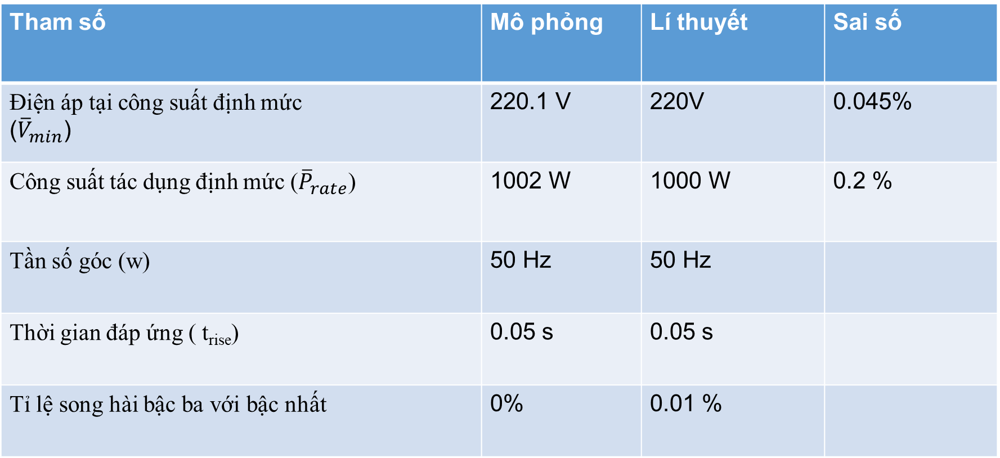 Tham số Mô phỏng Lí thuyết Sai số
Điện áp tại công suất định mức 220.1 V 220V 0.045%
(V̄min)
Công suất tác dụng định mức (P̄rate) 1002 W 1000 W 0.2 %
Tần số góc (w) 50 Hz 50 Hz
Thời gian đáp ứng ( trise) 0.05 s 0.05 s
Tỉ lệ song hài bậc ba với bậc nhất 0% 0.01 %